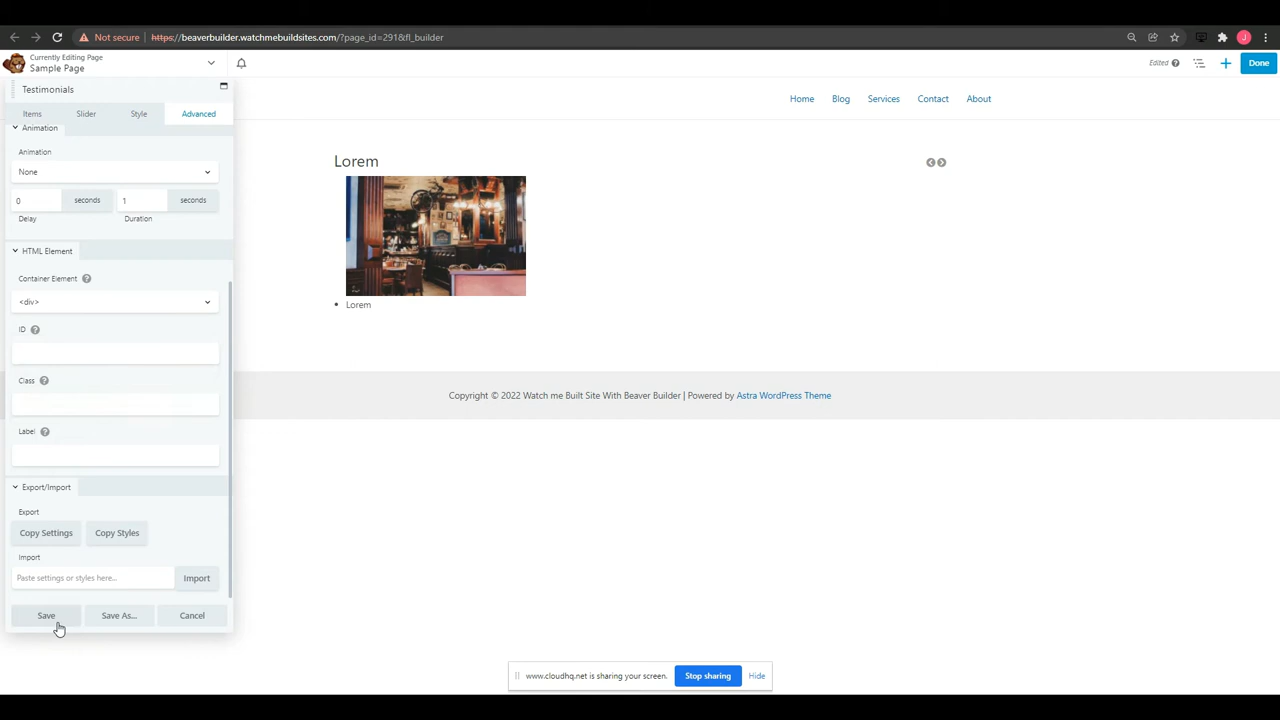 Not secure
https://beaverbuilder.watchmebuildsites.com/?page_id=291&fl_builder
J
Currently Editing Page
Sample Page
Edited
Done
Testimonials
Items
Slider
Style
Advanced
Animation
Animation
None
0
seconds
1
seconds
Delay
Duration
HTML Element
Container Element
<div>
ID
Class
Label
Export/Import
Export
Copy Settings
Copy Styles
Import
Paste settings or styles here...
Import
Save
Save As...
Cancel
Home
Blog
Services
Contact
About
Lorem
Lorem
Copyright © 2022 Watch me Built Site With Beaver Builder | Powered by Astra WordPress Theme
www.cloudhq.net is sharing your screen.
Stop sharing
Hide